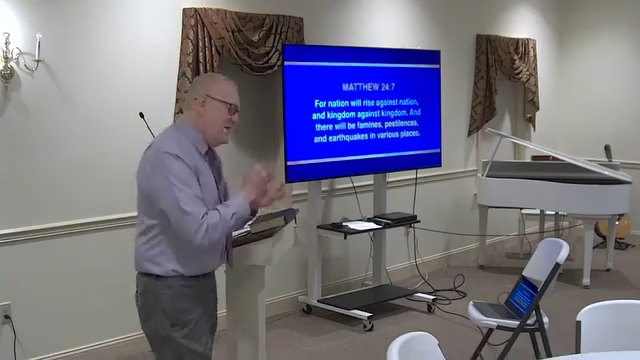 MATTHEW 24:7
For nation will rise against nation,
and kingdom against kingdom. And
there will be famines, pestilences,
and earthquakes in various places.